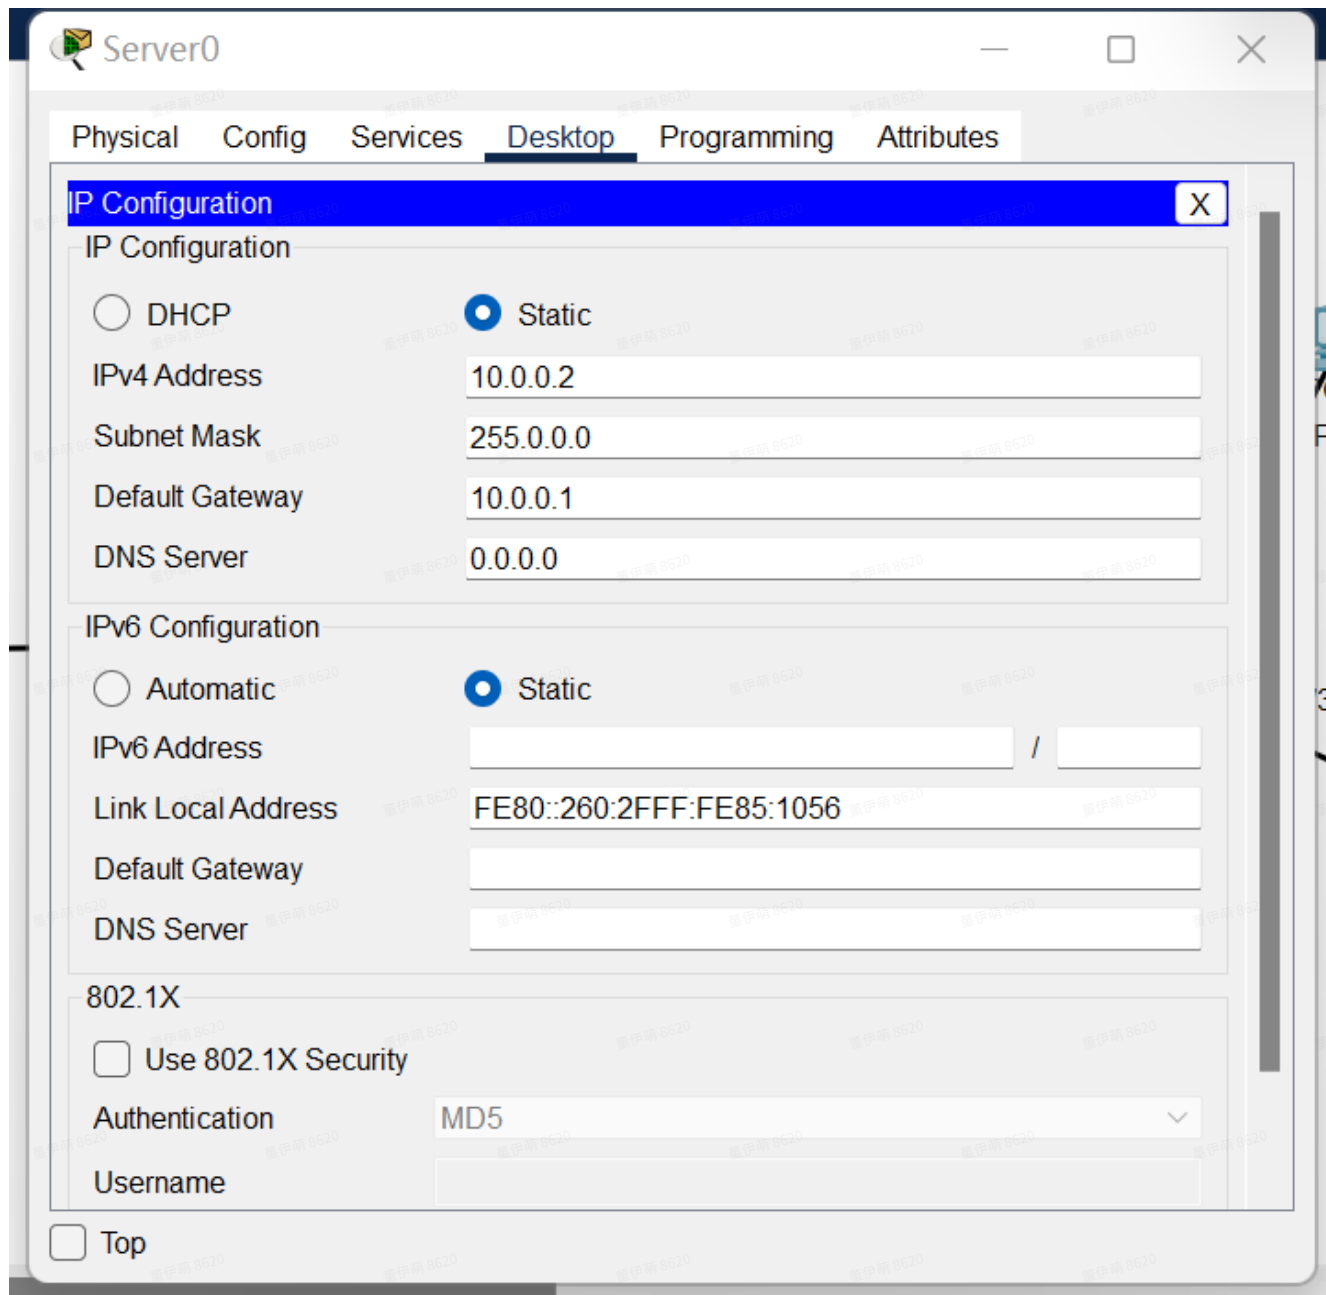 Server0
Physical Config Services Desktop Programming Attributes
IP Configuration X
IP Configuration
DHCP Static
IPv4 Address 10.0.0.2
Subnet Mask 255.0.0.0
Default Gateway 10.0.0.1
DNS Server 0.0.0.0
IPv6 Configuration
Automatic Static
IPv6 Address /
Link Local Address FE80::260:2FFF:FE85:1056
Default Gateway
DNS Server
802.1X
Use 802.1X Security
Authentication MD5
Username
Top